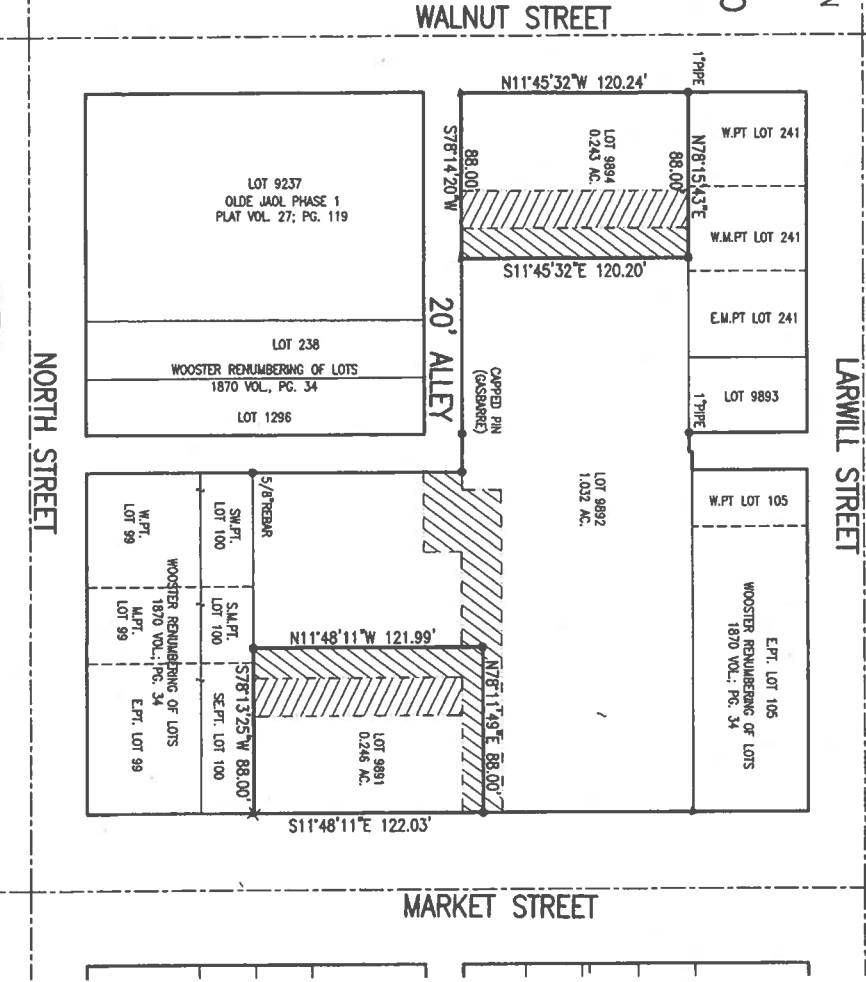 WALNUT STREET
N11°45'32"W 120.24'
1"PIPE
W.PT LOT 241
S78°14'20"W
88.00'
LOT 9894
0.243 AC.
88.00'
N78°15'43"E
LOT 9237
OLDE JAOL PHASE 1
PLAT VOL. 27; PG. 119
W.M.PT LOT 241
S11°45'32"E 120.20'
20' ALLEY
E.M.PT LOT 241
LOT 238
WOOSTER RENUMBERING OF LOTS
1870 VOL., PG. 34
LOT 1296
CAPPED PIN
(GASBARRE)
1"PIPE
LOT 9893
NORTH STREET
LARWILL STREET
5/8"REBAR
LOT 9892
1.032 AC.
W.PT LOT 105
W.PT.
LOT 99
SW.PT.
LOT 100
WOOSTER RENUMBERING OF LOTS
1870 VOL.; PG. 34
M.PT.
LOT 99
S.M.PT.
LOT 100
E.PT. LOT 105
WOOSTER RENUMBERING OF LOTS
1870 VOL.; PG. 34
N11°48'11"W 121.99'
S78°13'25"W 88.00'
N78°11'49"E 88.00'
E.PT. LOT 99
SE.PT. LOT 100
LOT 9891
0.246 AC.
S11°48'11"E 122.03'
MARKET STREET